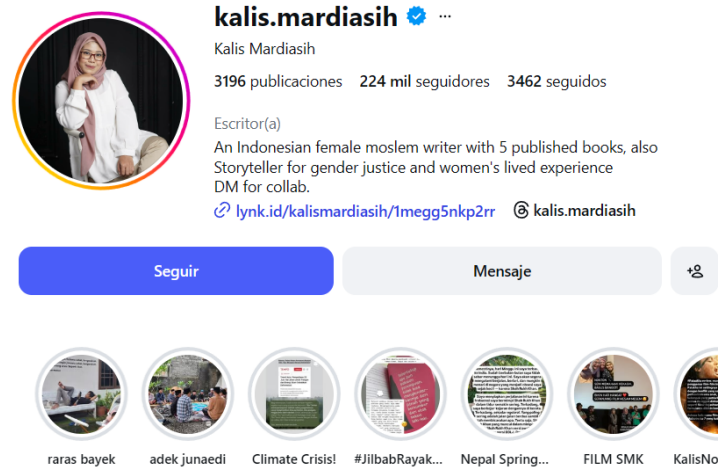 kalis.mardiasih ...
Kalis Mardiasih
3196 publicaciones 224 mil seguidores 3462 seguidos
Escritor(a)
An Indonesian female moslem writer with 5 published books, also
Storyteller for gender justice and women's lived experience
DM for collab.
lynk.id/kalismardiasih/1megg5nkp2rr kalis.mardiasih
Seguir Mensaje
raras bayek adek junaedi Climate Crisis! #JilbabRayak... Nepal Spring... FILM SMK KalisNo